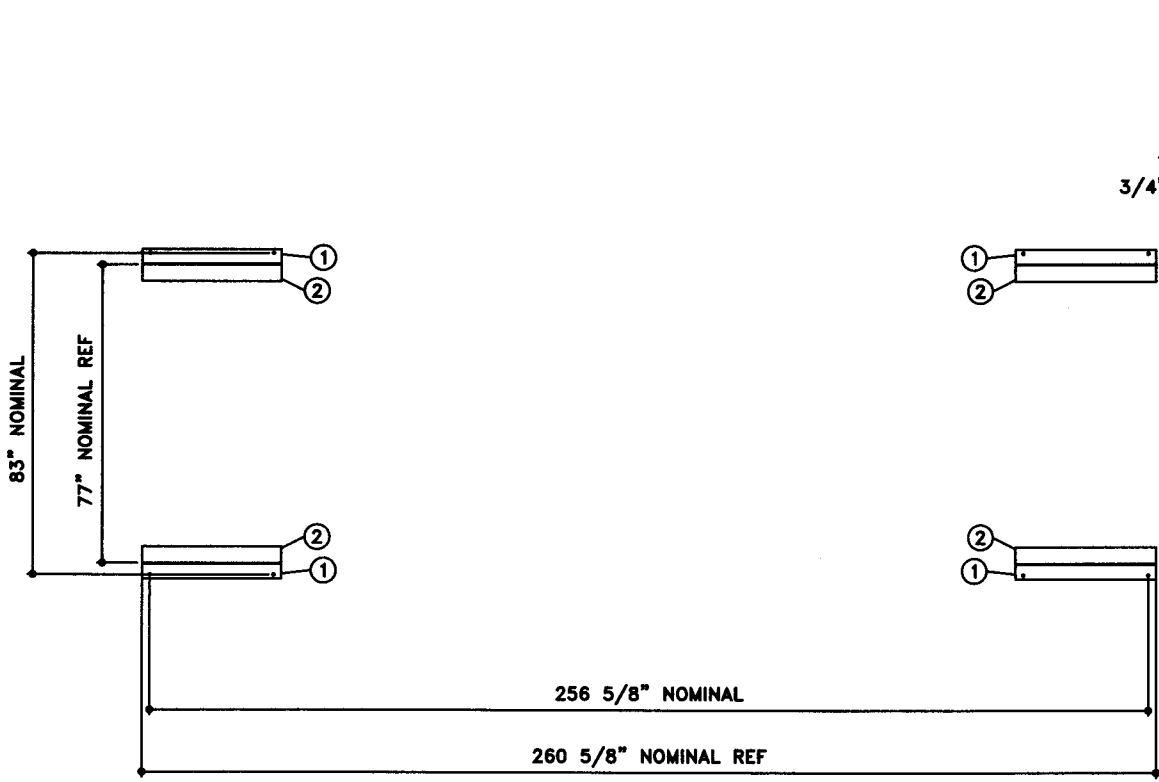 3/4"
1
1
2
2
83" NOMINAL
77" NOMINAL REF
2
2
1
1
256 5/8" NOMINAL
260 5/8" NOMINAL REF